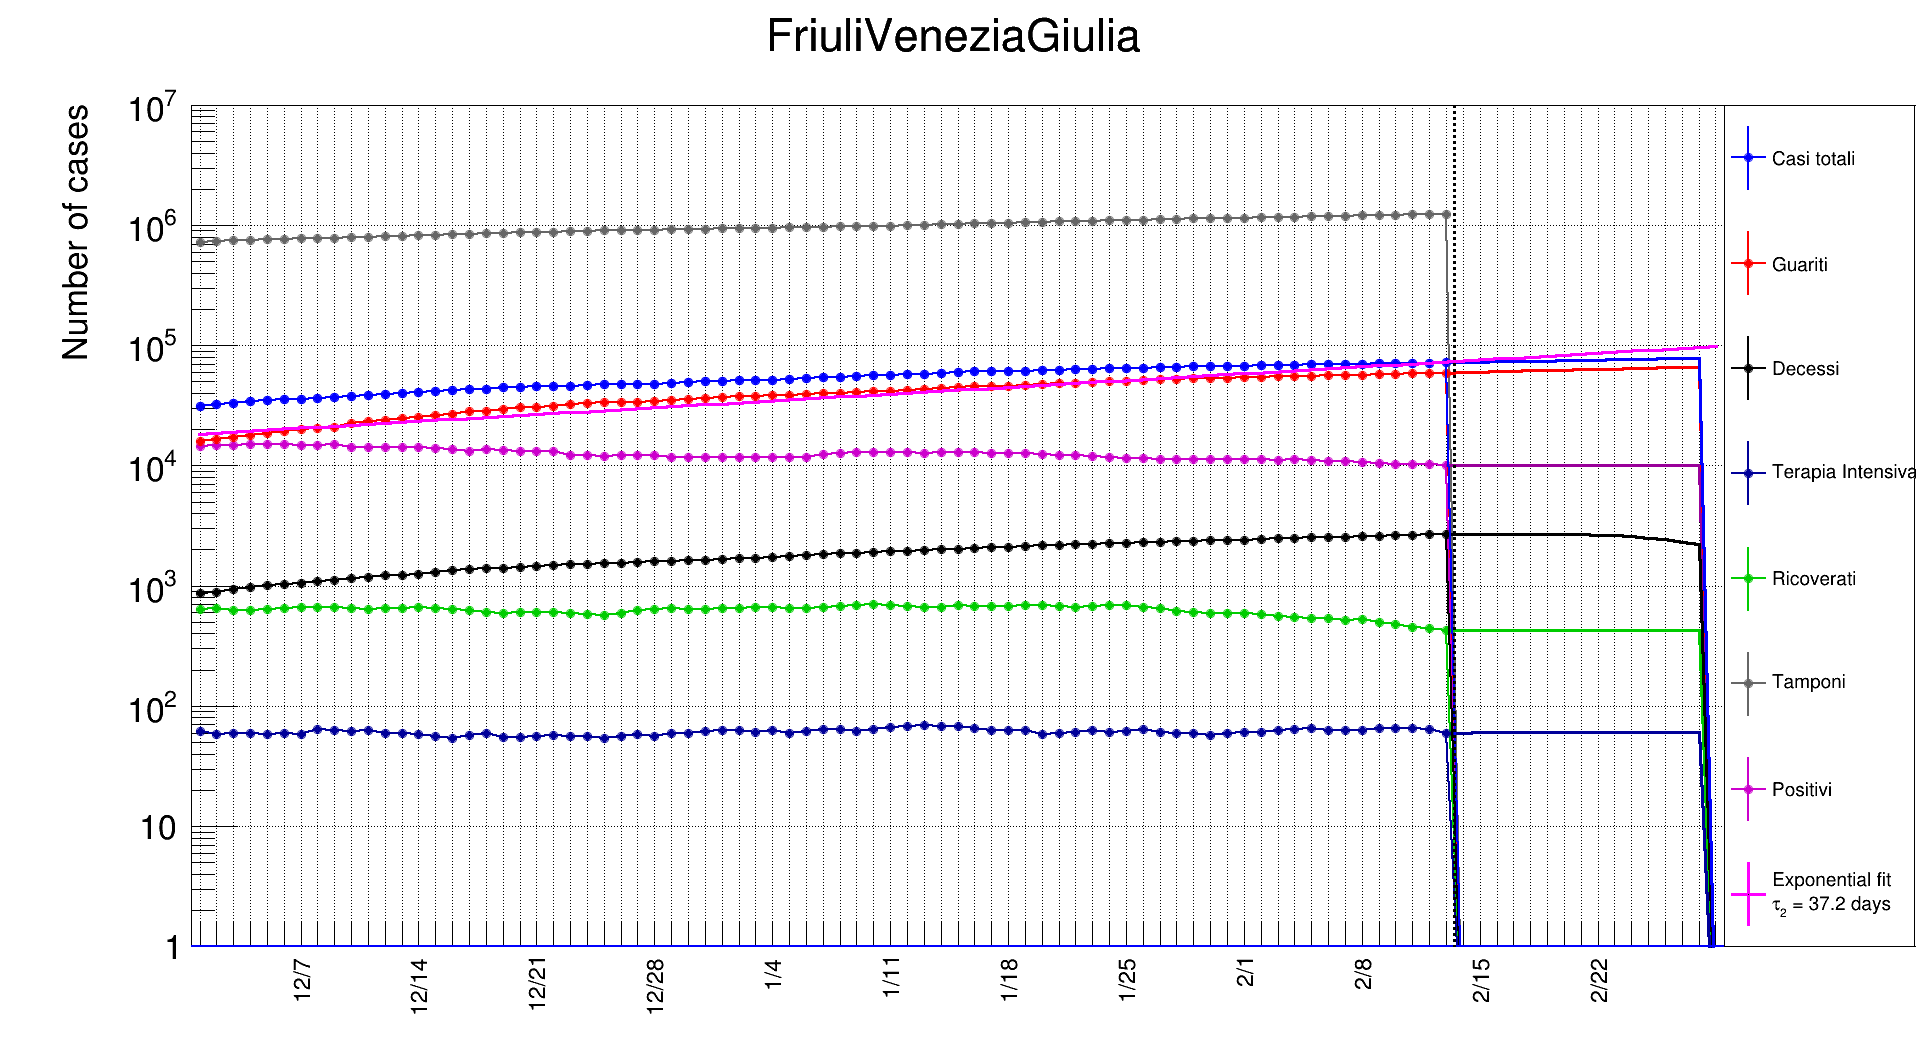 FriuliVeneziaGiulia
Number of cases
10^7
10^6
10^5
10^4
10^3
10^2
10
1
12/7
12/14
12/21
12/28
1/4
1/11
1/18
1/25
2/1
2/8
2/15
2/22
Casi totali
Guariti
Decessi
Terapia Intensiva
Ricoverati
Tamponi
Positivi
Exponential fit
τ_2 = 37.2 days